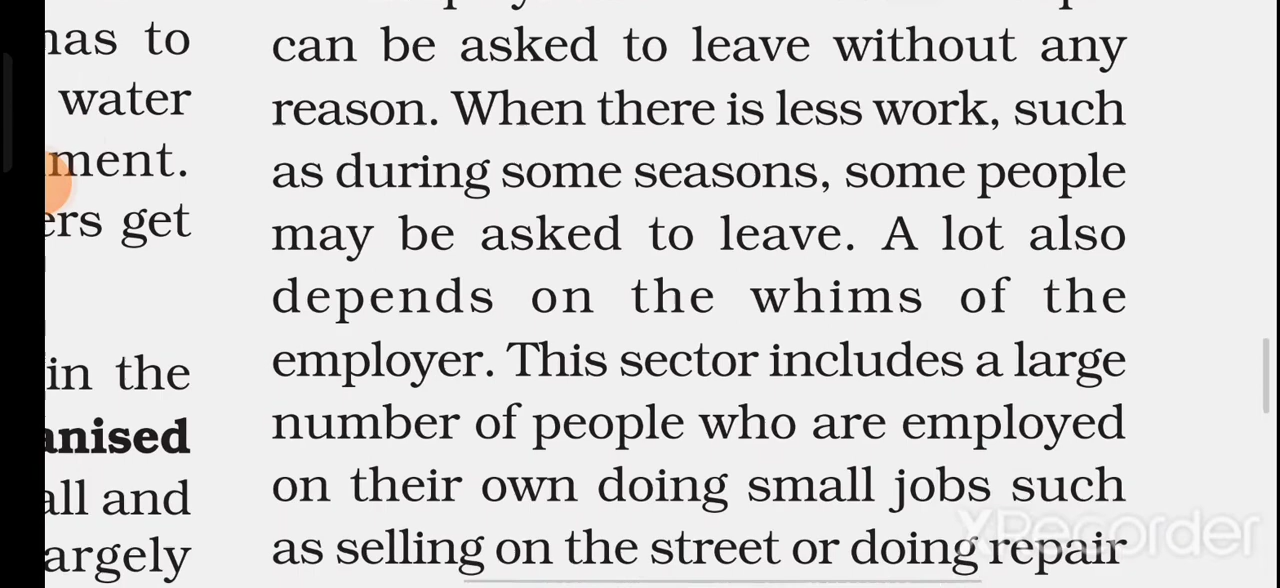 has to
water
ment.
ers get
in the
anised
all and
argely
can be asked to leave without any
reason. When there is less work, such
as during some seasons, some people
may be asked to leave. A lot also
depends on the whims of the
employer. This sector includes a large
number of people who are employed
on their own doing small jobs such
as selling on the street or doing repair
XRecorder